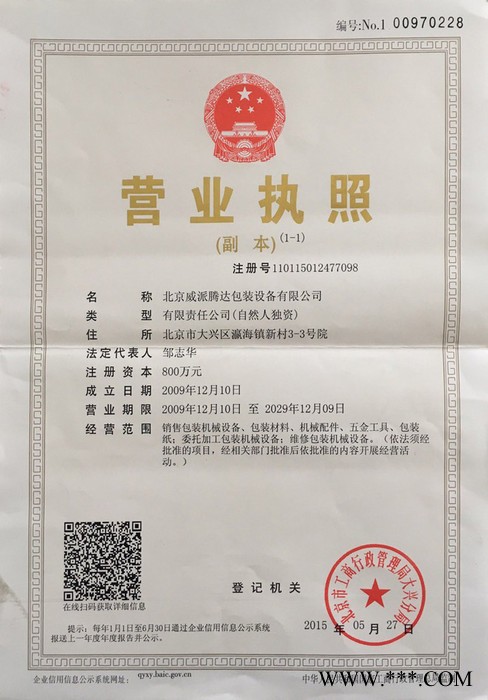 编号:No.1 00970228
营业执照
(副 本)(1-1)
注册号110115012477098
名 称 北京威派腾达包装设备有限公司
类 型 有限责任公司(自然人独资)
住 所 北京市大兴区瀛海镇新村3-3号院
法定代表人 邹志华
注册资本 800万元
成立日期 2009年12月10日
营业期限 2009年12月10日 至 2029年12月09日
经营范围 销售包装机械设备、包装材料、机械配件、五金工具、包装
纸；委托加工包装机械设备；维修包装机械设备。（依法须经
批准的项目，经相关部门批准后依批准的内容开展经营活
动。）
在线扫码获取详细信息
登记机关
北京市工商行政管理局大兴分局
2015 年 05 月 27 日
提示：每年1月1日至6月30日通过企业信用信息公示系统
报送上一年度年度报告并公示。
企业信用信息公示系统网址： qyxy.baic.gov.cn
WWW.***.COM